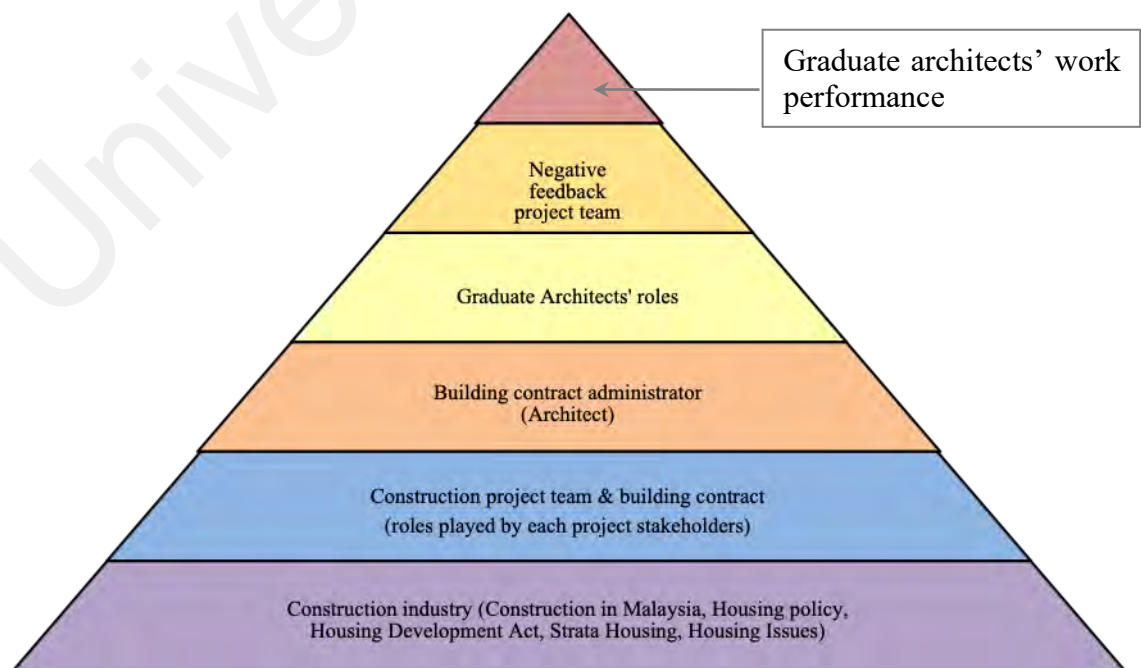 Graduate architects’ work
performance
Negative
feedback
project team
Graduate Architects' roles
Building contract administrator
(Architect)
Construction project team & building contract
(roles played by each project stakeholders)
Construction industry (Construction in Malaysia, Housing policy,
Housing Development Act, Strata Housing, Housing Issues)
Unive